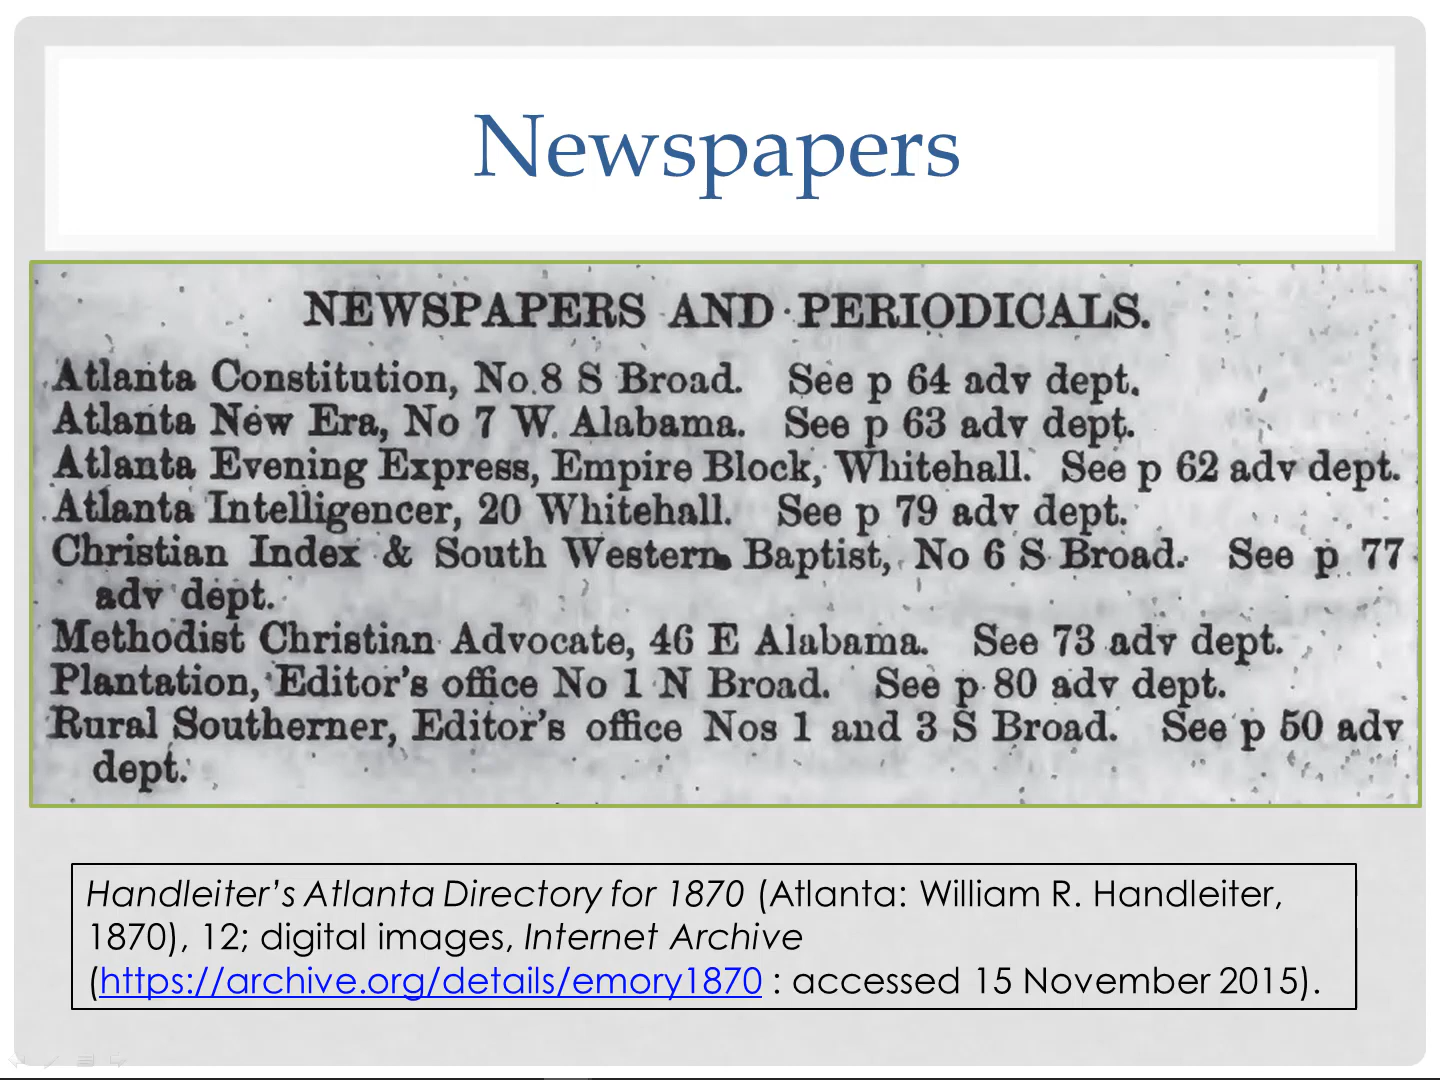 Newspapers
NEWSPAPERS AND PERIODICALS.
Atlanta Constitution, No 8 S Broad. See p 64 adv dept.
Atlanta New Era, No 7 W. Alabama. See p 63 adv dept.
Atlanta Evening Express, Empire Block, Whitehall. See p 62 adv dept.
Atlanta Intelligencer, 20 Whitehall. See p 79 adv dept.
Christian Index & South Western Baptist, No 6 S Broad. See p 77
adv dept.
Methodist Christian Advocate, 46 E Alabama. See 73 adv dept.
Plantation, Editor's office No 1 N Broad. See p 80 adv dept.
Rural Southerner, Editor's office Nos 1 and 3 S Broad. See p 50 adv
dept.
Handleiter’s Atlanta Directory for 1870 (Atlanta: William R. Handleiter,
1870), 12; digital images, Internet Archive
(https://archive.org/details/emory1870 : accessed 15 November 2015).